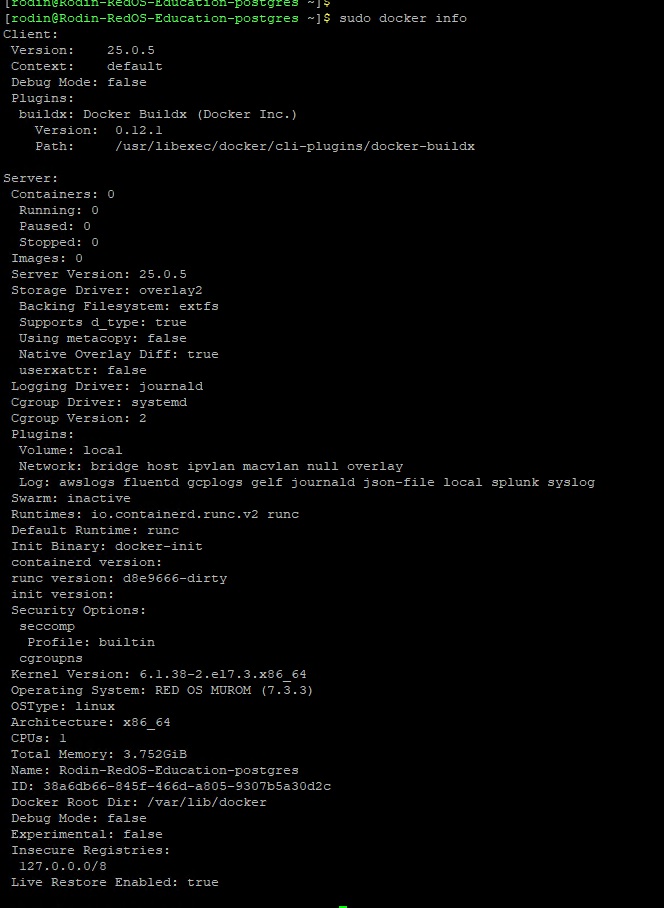 [rodin@Rodin-RedOS-Education-postgres ~]$
[rodin@Rodin-RedOS-Education-postgres ~]$ sudo docker info
Client:
 Version:    25.0.5
 Context:    default
 Debug Mode: false
 Plugins:
  buildx: Docker Buildx (Docker Inc.)
    Version:  0.12.1
    Path:     /usr/libexec/docker/cli-plugins/docker-buildx

Server:
 Containers: 0
  Running: 0
  Paused: 0
  Stopped: 0
 Images: 0
 Server Version: 25.0.5
 Storage Driver: overlay2
  Backing Filesystem: extfs
  Supports d_type: true
  Using metacopy: false
  Native Overlay Diff: true
  userxattr: false
 Logging Driver: journald
 Cgroup Driver: systemd
 Cgroup Version: 2
 Plugins:
  Volume: local
  Network: bridge host ipvlan macvlan null overlay
  Log: awslogs fluentd gcplogs gelf journald json-file local splunk syslog
 Swarm: inactive
 Runtimes: io.containerd.runc.v2 runc
 Default Runtime: runc
 Init Binary: docker-init
 containerd version:
 runc version: d8e9666-dirty
 init version:
 Security Options:
  seccomp
   Profile: builtin
  cgroupns
 Kernel Version: 6.1.38-2.el7.3.x86_64
 Operating System: RED OS MUROM (7.3.3)
 OSType: linux
 Architecture: x86_64
 CPUs: 1
 Total Memory: 3.752GiB
 Name: Rodin-RedOS-Education-postgres
 ID: 38a6db66-845f-466d-a805-9307b5a30d2c
 Docker Root Dir: /var/lib/docker
 Debug Mode: false
 Experimental: false
 Insecure Registries:
  127.0.0.0/8
 Live Restore Enabled: true